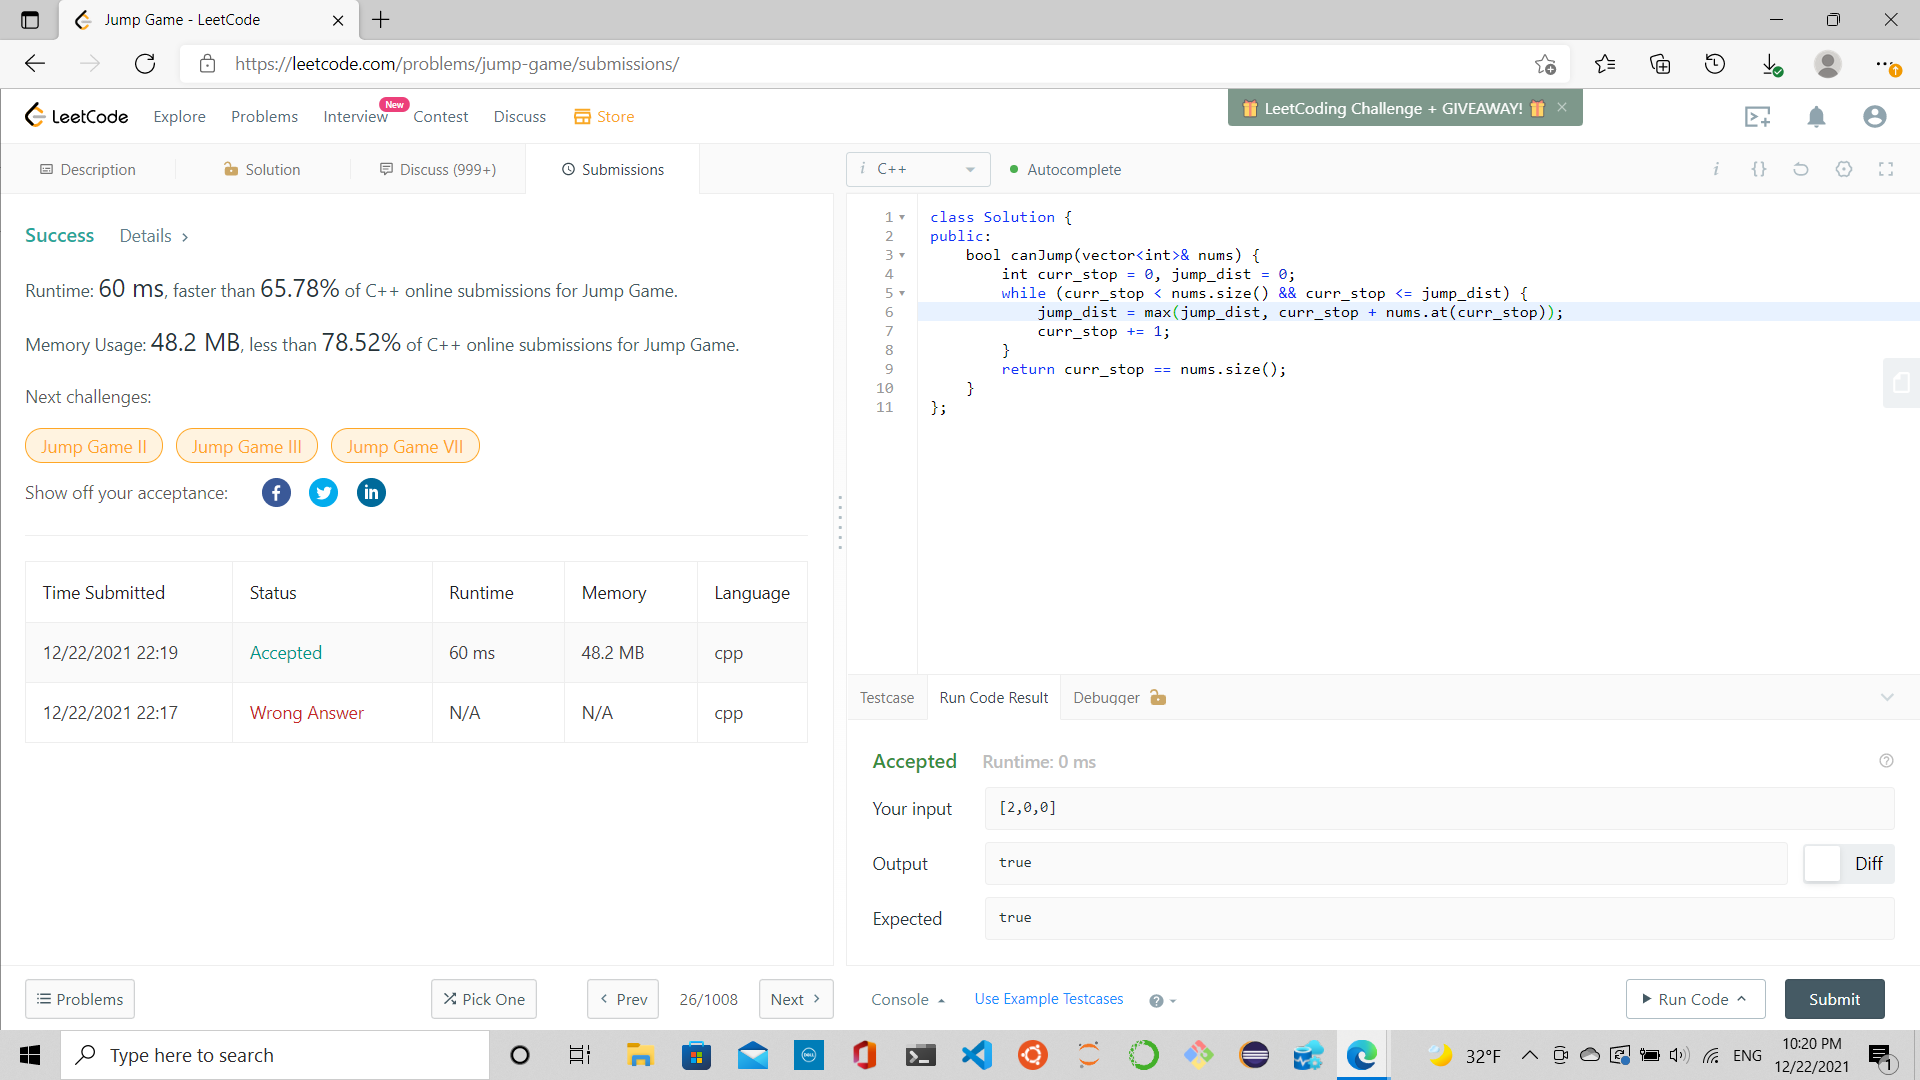 Jump Game - LeetCode
https://leetcode.com/problems/jump-game/submissions/
LeetCode
Explore
Problems
Interview
New
Contest
Discuss
Store
LeetCoding Challenge + GIVEAWAY!
Description
Solution
Discuss (999+)
Submissions
i C++
Autocomplete
Success Details >
Runtime: 60 ms, faster than 65.78% of C++ online submissions for Jump Game.
Memory Usage: 48.2 MB, less than 78.52% of C++ online submissions for Jump Game.
Next challenges:
Jump Game II
Jump Game III
Jump Game VII
Show off your acceptance:
Time Submitted Status Runtime Memory Language
12/22/2021 22:19 Accepted 60 ms 48.2 MB cpp
12/22/2021 22:17 Wrong Answer N/A N/A cpp
1 class Solution {
2 public:
3 bool canJump(vector<int>& nums) {
4 int curr_stop = 0, jump_dist = 0;
5 while (curr_stop < nums.size() && curr_stop <= jump_dist) {
6 jump_dist = max(jump_dist, curr_stop + nums.at(curr_stop));
7 curr_stop += 1;
8 }
9 return curr_stop == nums.size();
10 }
11 };
Testcase
Run Code Result
Debugger
Accepted Runtime: 0 ms
Your input [2,0,0]
Output true
Diff
Expected true
Problems
Pick One
< Prev
26/1008
Next >
Console
Use Example Testcases
Run Code
Submit
Type here to search
DELL
32°F
ENG
10:20 PM
12/22/2021
1